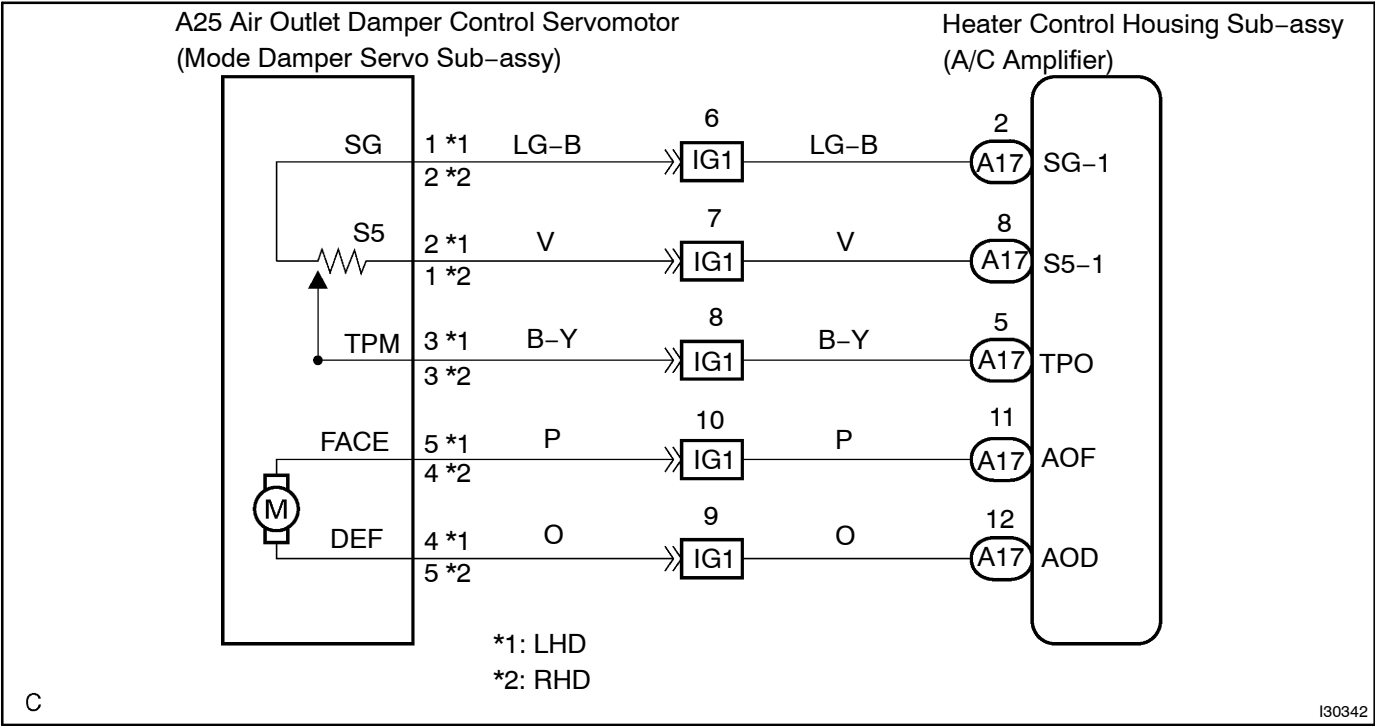 A25 Air Outlet Damper Control Servomotor
(Mode Damper Servo Sub−assy)
Heater Control Housing Sub−assy
(A/C Amplifier)
SG 1 *1 LG−B 6 LG−B 2
2 *2 IG1 A17 SG−1
S5 2 *1 V 7 V 8
1 *2 IG1 A17 S5−1
TPM 3 *1 B−Y 8 B−Y 5
3 *2 IG1 A17 TPO
FACE 5 *1 P 10 P 11
4 *2 IG1 A17 AOF
M
DEF 4 *1 O 9 O 12
5 *2 IG1 A17 AOD
*1: LHD
*2: RHD
C
I30342